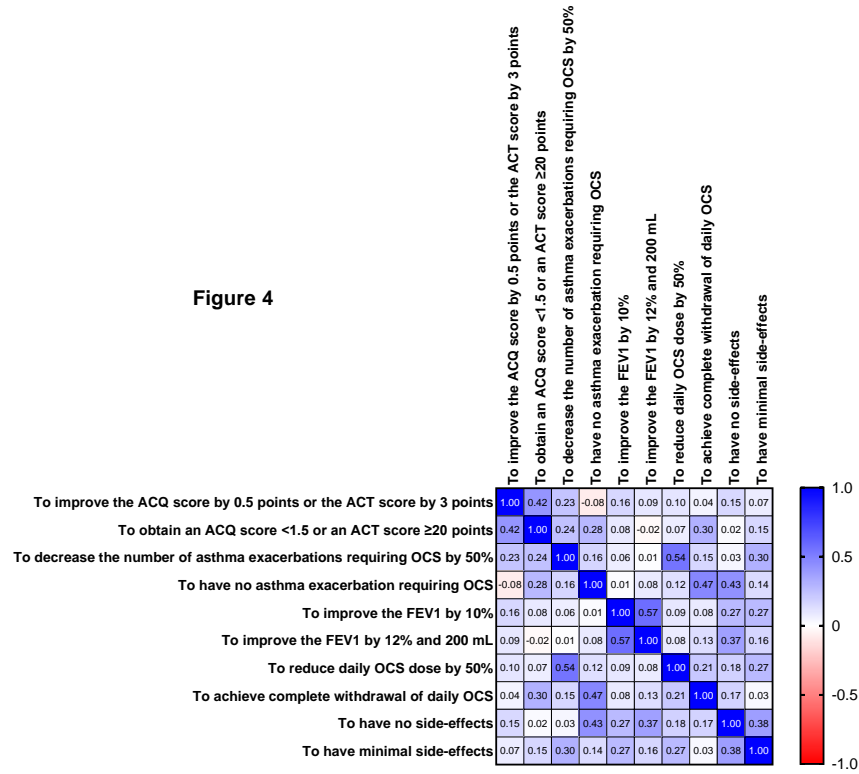 To improve the ACQ score by 0.5 points or the ACT score by 3 points
To obtain an ACQ score <1.5 or an ACT score ≥20 points
To decrease the number of asthma exacerbations requiring OCS by 50%
To have no asthma exacerbation requiring OCS
To improve the FEV1 by 10%
To improve the FEV1 by 12% and 200 mL
To reduce daily OCS dose by 50%
To achieve complete withdrawal of daily OCS
To have no side-effects
To have minimal side-effects
Figure 4
To improve the ACQ score by 0.5 points or the ACT score by 3 points 1.00 0.42 0.23 -0.08 0.16 0.09 0.10 0.04 0.15 0.07
To obtain an ACQ score <1.5 or an ACT score ≥20 points 0.42 1.00 0.24 0.28 0.08 -0.02 0.07 0.30 0.02 0.15
To decrease the number of asthma exacerbations requiring OCS by 50% 0.23 0.24 1.00 0.16 0.06 0.01 0.54 0.15 0.03 0.30
To have no asthma exacerbation requiring OCS -0.08 0.28 0.16 1.00 0.01 0.08 0.12 0.47 0.43 0.14
To improve the FEV1 by 10% 0.16 0.08 0.06 0.01 1.00 0.57 0.09 0.08 0.27 0.27
To improve the FEV1 by 12% and 200 mL 0.09 -0.02 0.01 0.08 0.57 1.00 0.08 0.13 0.37 0.16
To reduce daily OCS dose by 50% 0.10 0.07 0.54 0.12 0.09 0.08 1.00 0.21 0.18 0.27
To achieve complete withdrawal of daily OCS 0.04 0.30 0.15 0.47 0.08 0.13 0.21 1.00 0.17 0.03
To have no side-effects 0.15 0.02 0.03 0.43 0.27 0.37 0.18 0.17 1.00 0.38
To have minimal side-effects 0.07 0.15 0.30 0.14 0.27 0.16 0.27 0.03 0.38 1.00
1.0
0.5
0
-0.5
-1.0